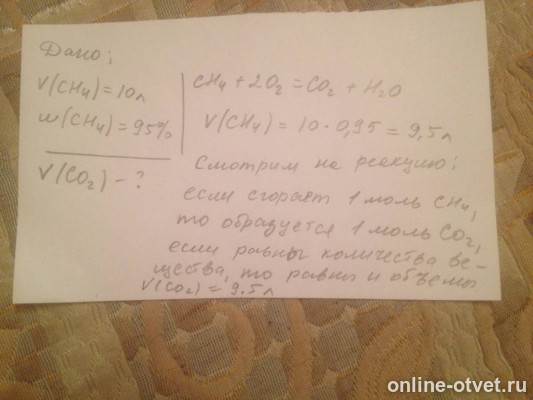 Дано:
V(CH4) = 10л
w(CH4) = 95%
V(CO2) - ?
CH4 + 2O2 = CO2 + H2O
V(CH4) = 10 · 0,95 = 9,5л
Смотрим на реакцию:
если сгорает 1 моль CH4,
то образуется 1 моль CO2,
если равны количества ве-
щества, то равны и объемы
V(CO2) = 9.5л
online-otvet.ru